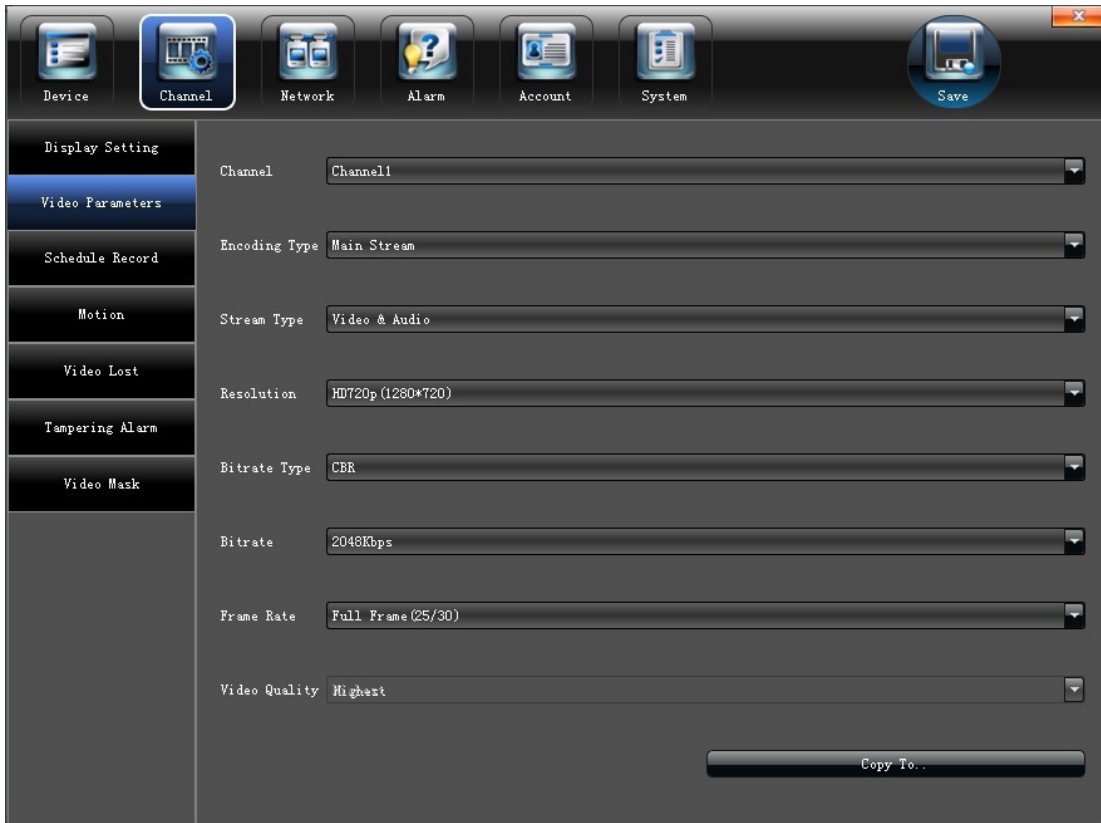 Device
Channel
Network
Alarm
Account
System
Save
Display Setting
Video Parameters
Schedule Record
Motion
Video Lost
Tampering Alarm
Video Mask
Channel Channel1
Encoding Type Main Stream
Stream Type Video & Audio
Resolution HD720p(1280*720)
Bitrate Type CBR
Bitrate 2048Kbps
Frame Rate Full Frame(25/30)
Video Quality Highest
Copy To..